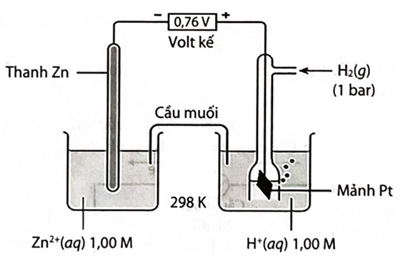 − 0,76 V +
Volt kế
Thanh Zn
H₂(g)
(1 bar)
Cầu muối
298 K
Mảnh Pt
Zn²⁺(aq) 1,00 M
H⁺(aq) 1,00 M